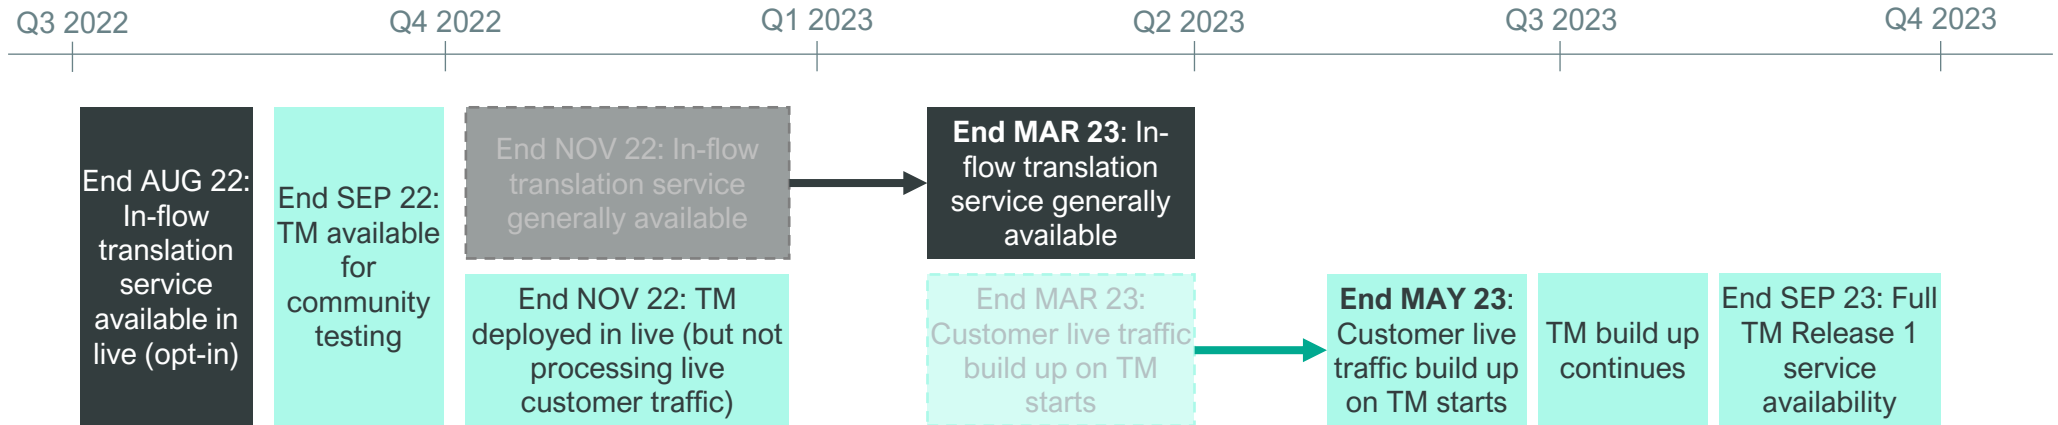 Q3 2022
Q4 2022
Q1 2023
Q2 2023
Q3 2023
Q4 2023
End AUG 22:
In-flow
translation
service
available in
live (opt-in)
End SEP 22:
TM available
for
community
testing
End NOV 22: In-flow
translation service
generally available
End NOV 22: TM
deployed in live (but not
processing live
customer traffic)
End MAR 23: In-
flow translation
service generally
available
End MAR 23:
Customer live traffic
build up on TM
starts
End MAY 23:
Customer live
traffic build up
on TM starts
TM build up
continues
End SEP 23: Full
TM Release 1
service
availability